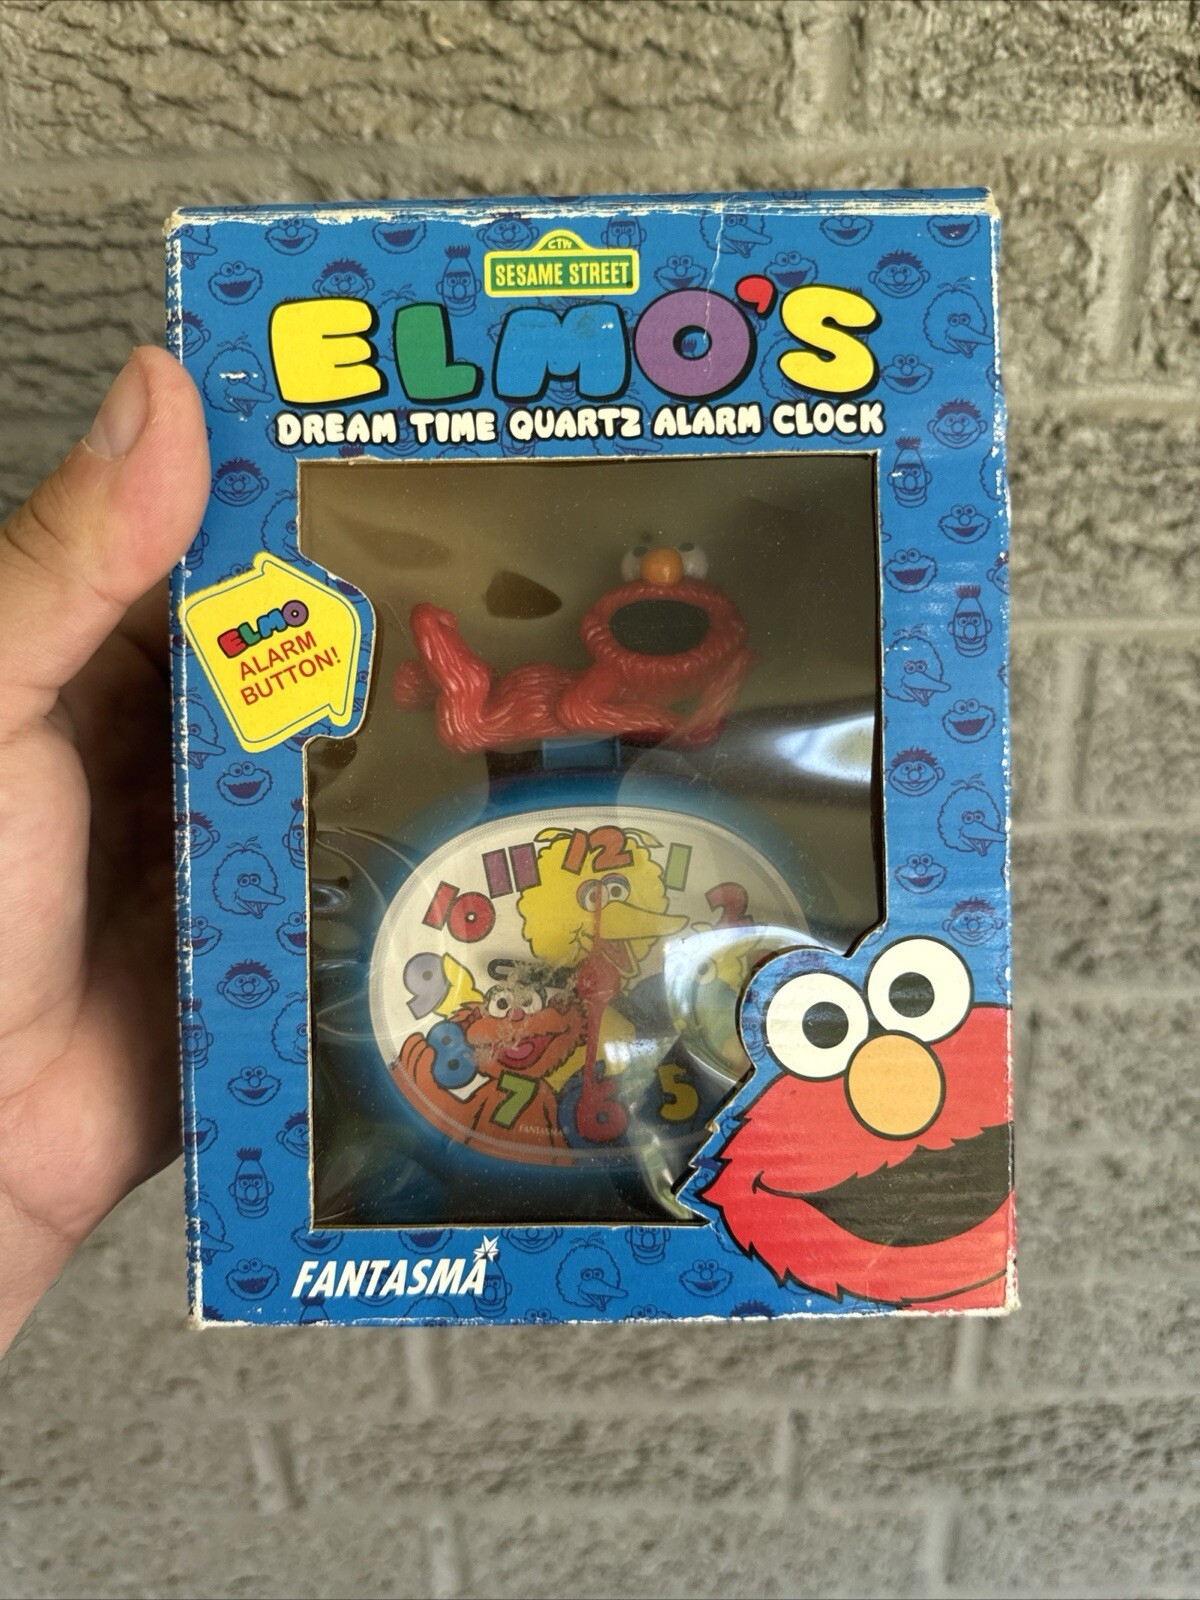 CTW
SESAME STREET
ELMO'S
DREAM TIME QUARTZ ALARM CLOCK
ELMO
ALARM
BUTTON!
12
11
1
10
2
9
8
7
6
5
FANTASMA
FANTASMA